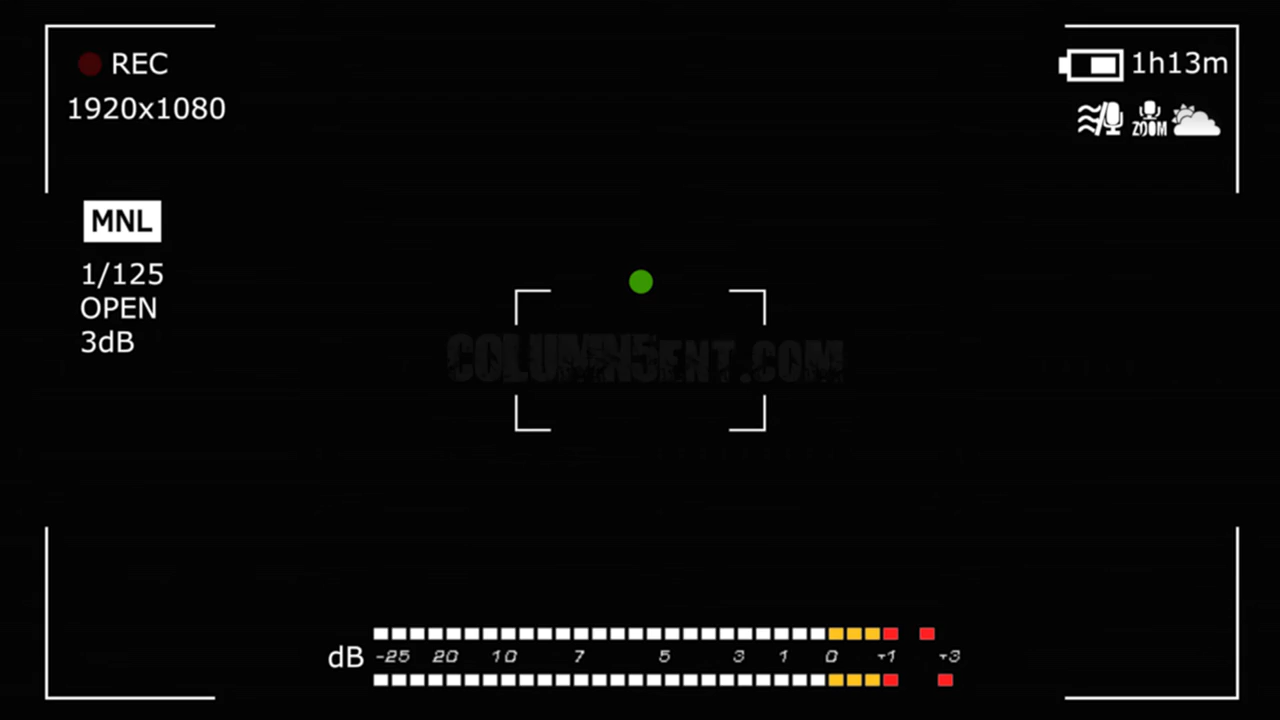 REC
1h13m
1920x1080
ZOOM
MNL
1/125
OPEN
3dB
COLUMN5ENT.COM
dB -25 20 10 7 5 3 1 0 +1 +3